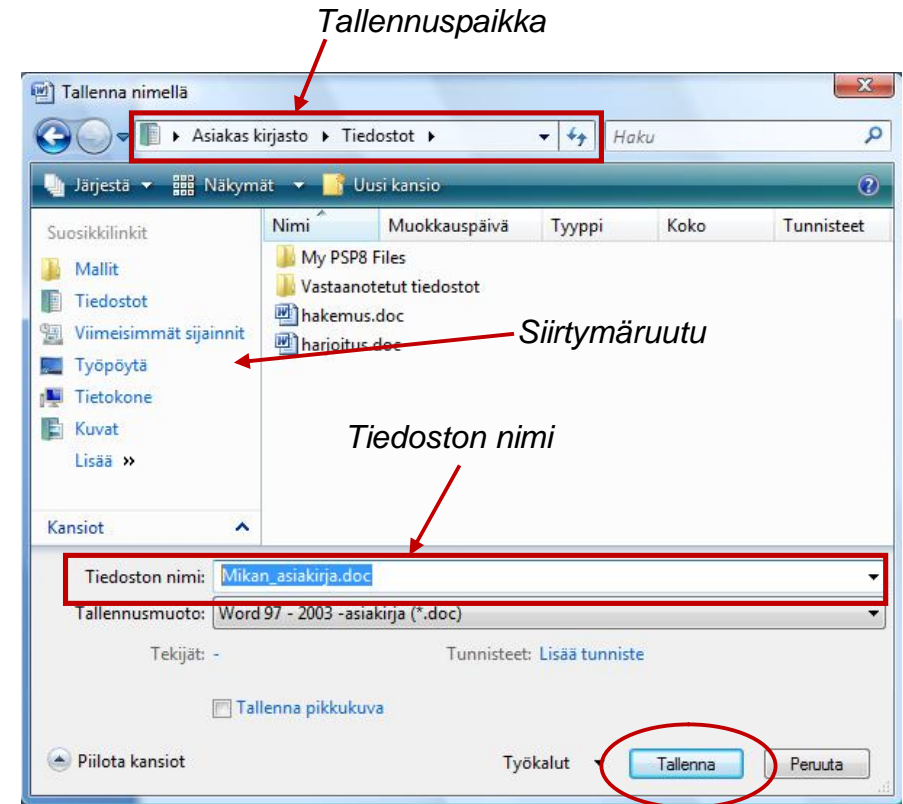 Tallennuspaikka
Tallenna nimellä
Asiakas kirjasto Tiedostot Haku
Järjestä Näkymät Uusi kansio
Suosikkilinkit
Mallit
Tiedostot
Viimeisimmät sijainnit
Työpöytä
Tietokone
Kuvat
Lisää »
Kansiot
Nimi Muokkauspäivä Tyyppi Koko Tunnisteet
My PSP8 Files
Vastaanotetut tiedostot
hakemus.doc
harjoitus.doc
Siirtymäruutu
Tiedoston nimi
Tiedoston nimi: Mikan_asiakirja.doc
Tallennusmuoto: Word 97 - 2003 -asiakirja (*.doc)
Tekijät: - Tunnisteet: Lisää tunniste
Tallenna pikkukuva
Piilota kansiot Työkalut Tallenna Peruuta